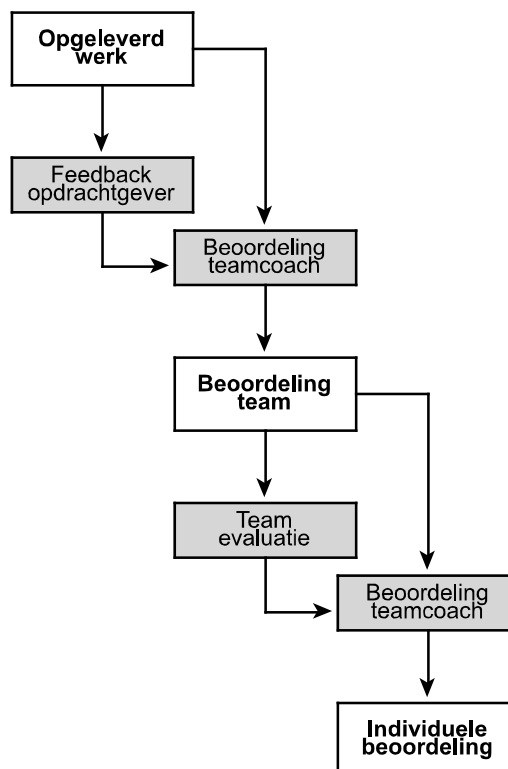 Opgeleverd
werk
Feedback
opdrachtgever
Beoordeling
teamcoach
Beoordeling
team
Team
evaluatie
Beoordeling
teamcoach
Individuele
beoordeling